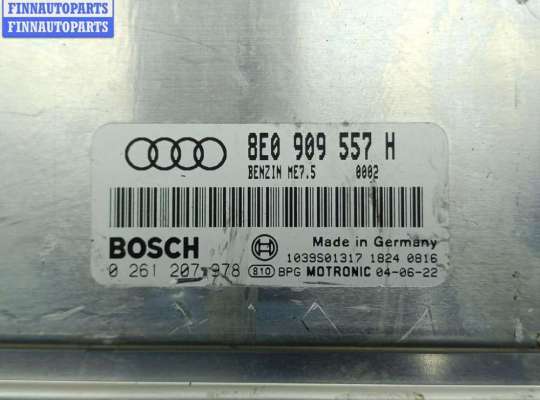 FINNAUTOPARTS
FINNAUTOPARTS
8E0 909 557 H
BENZIN ME7.5 0002
BOSCH Made in Germany
0 261 207 978 1039S01317 1824 0816
810 BPG MOTRONIC 04-06-22